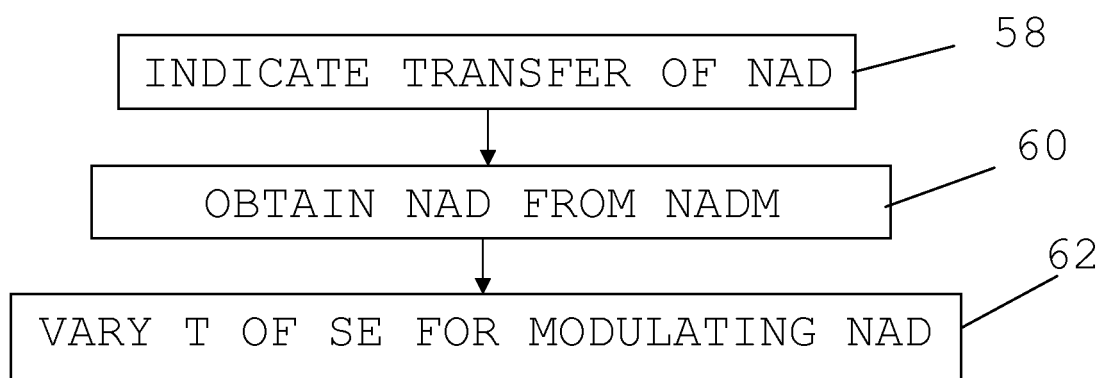 INDICATE TRANSFER OF NAD
58
OBTAIN NAD FROM NADM
60
VARY T OF SE FOR MODULATING NAD
62